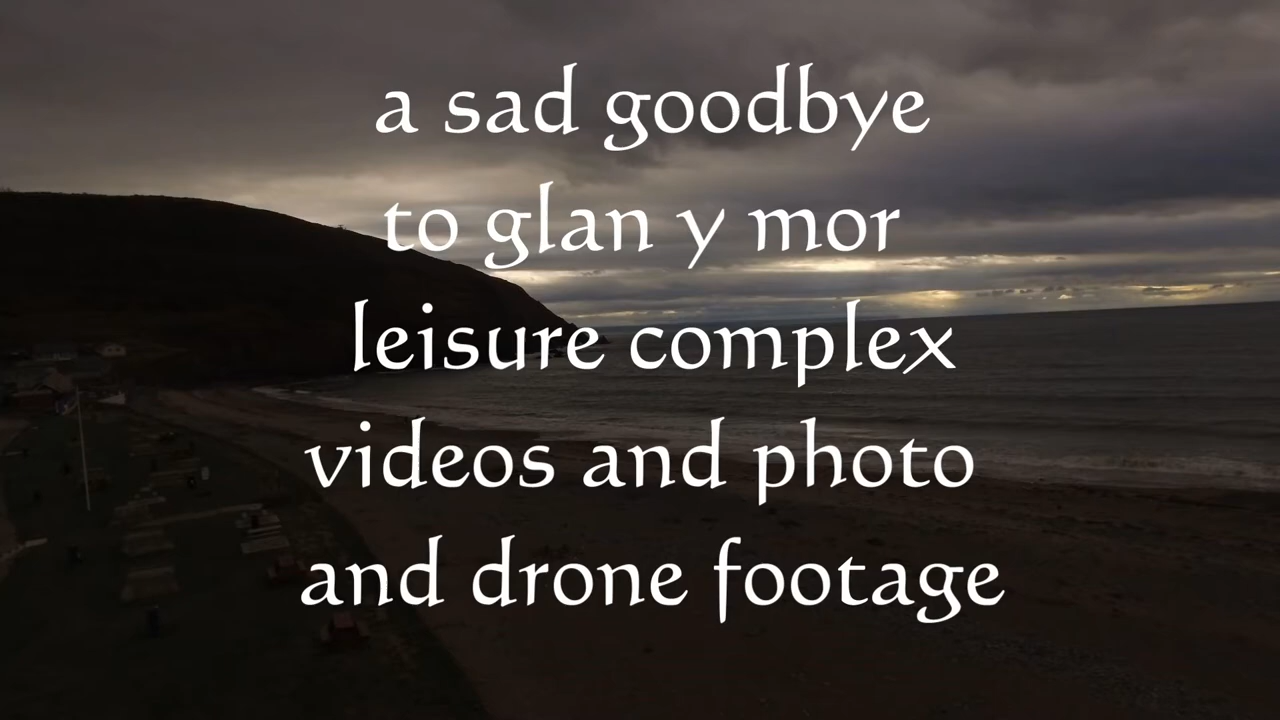 a sad goodbye
to glan y mor
leisure complex
videos and photo
and drone footage